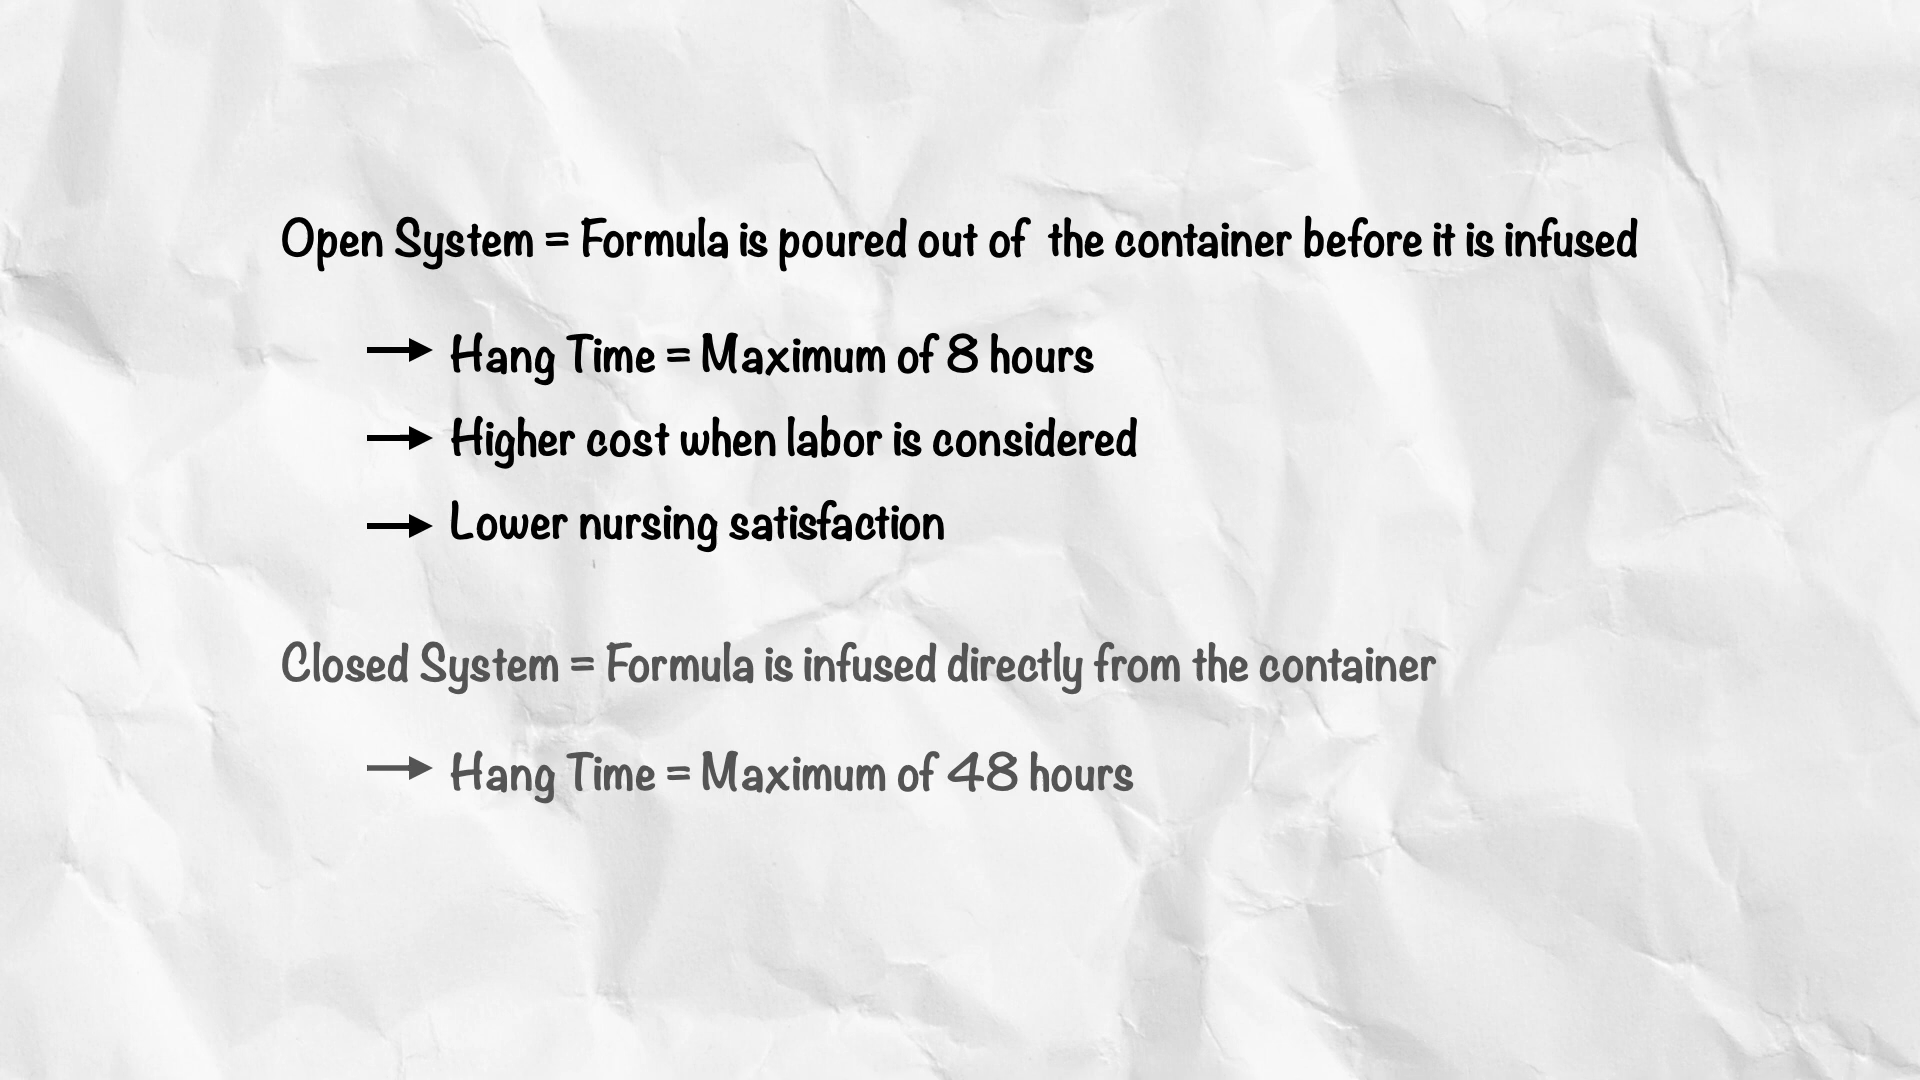 Open System = Formula is poured out of the container before it is infused
→ Hang Time = Maximum of 8 hours
→ Higher cost when labor is considered
→ Lower nursing satisfaction
Closed System = Formula is infused directly from the container
→ Hang Time = Maximum of 48 hours